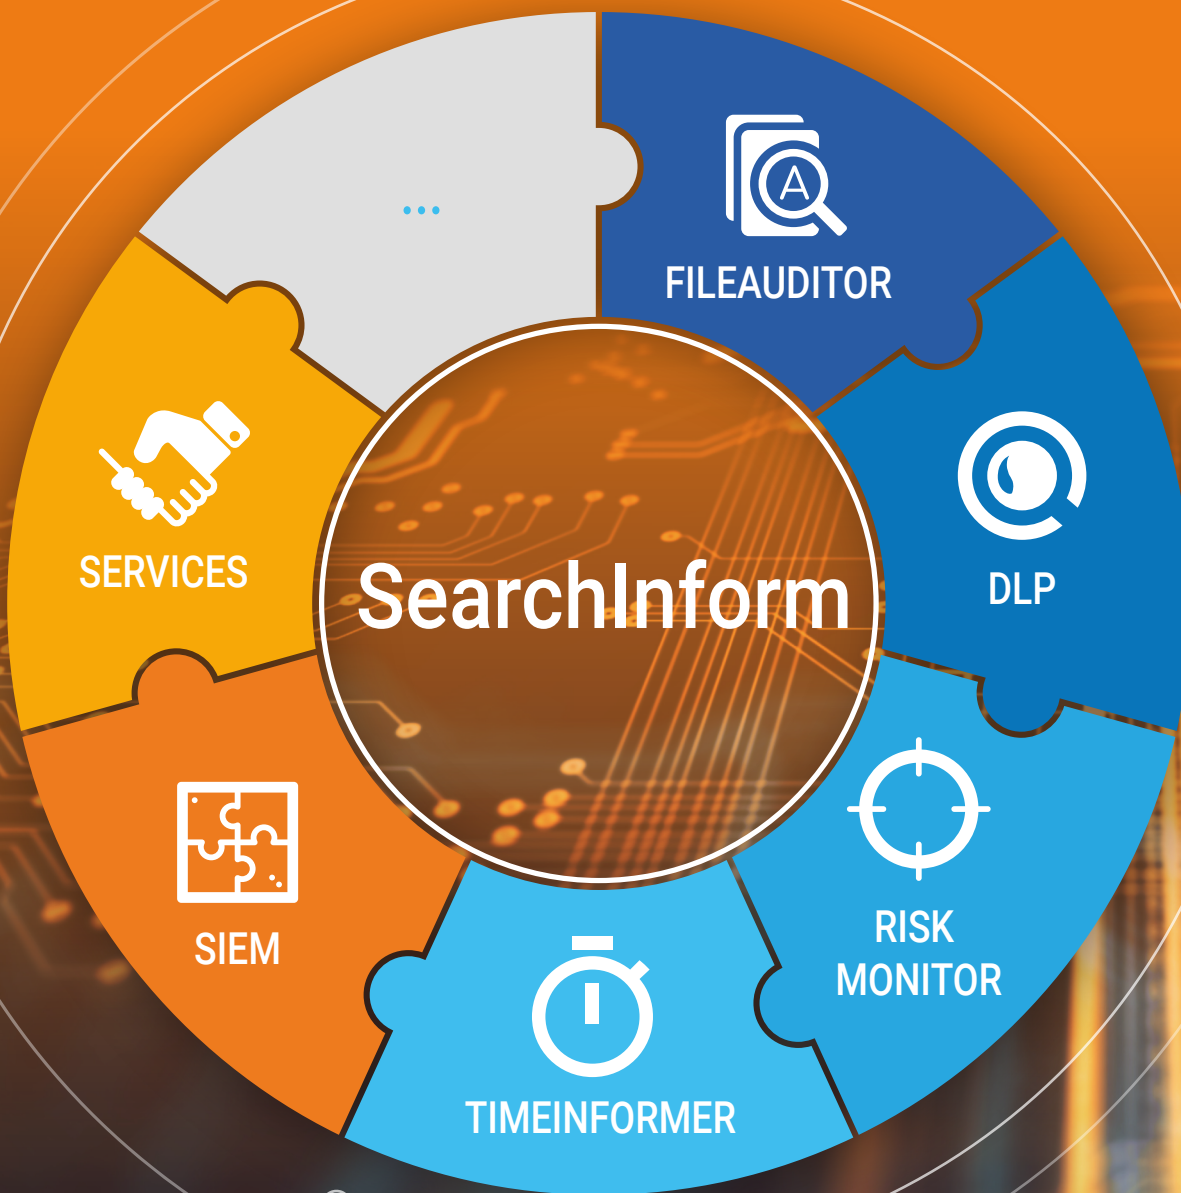 ...
FILEAUDITOR
SERVICES
SearchInform
DLP
SIEM
RISK
MONITOR
TIMEINFORMER